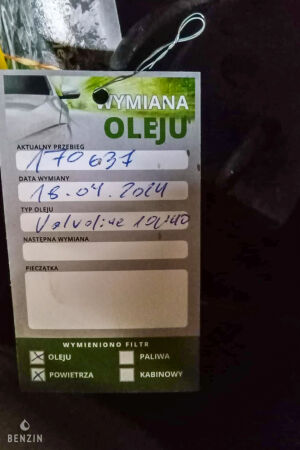 WYMIANA
OLEJU
AKTUALNY PRZEBIEG
170637
DATA WYMIANY
18.04.2024
TYP OLEJU
Valvoline 10W40
NASTĘPNA WYMIANA
PIECZĄTKA
WYMIENIONO FILTR
OLEJU PALIWA
POWIETRZA KABINOWY
BENZIN